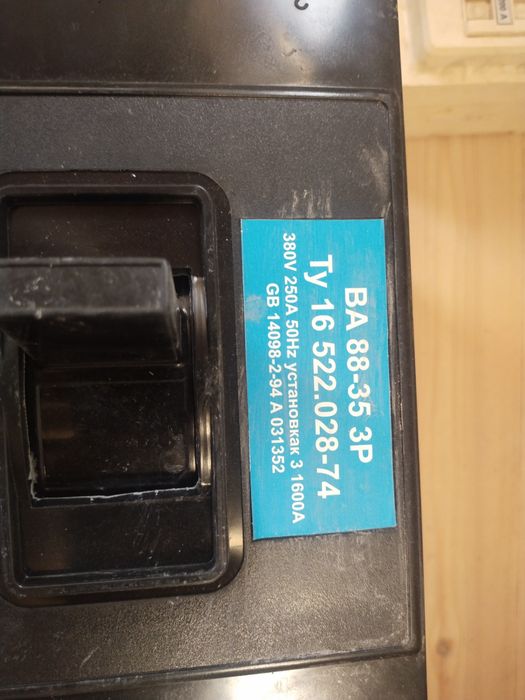 ВА 88-35 3Р
Ту 16 522.028-74
380V 250A 50Hz установкак 3 1600А
GB 14098-2-94 А 031352